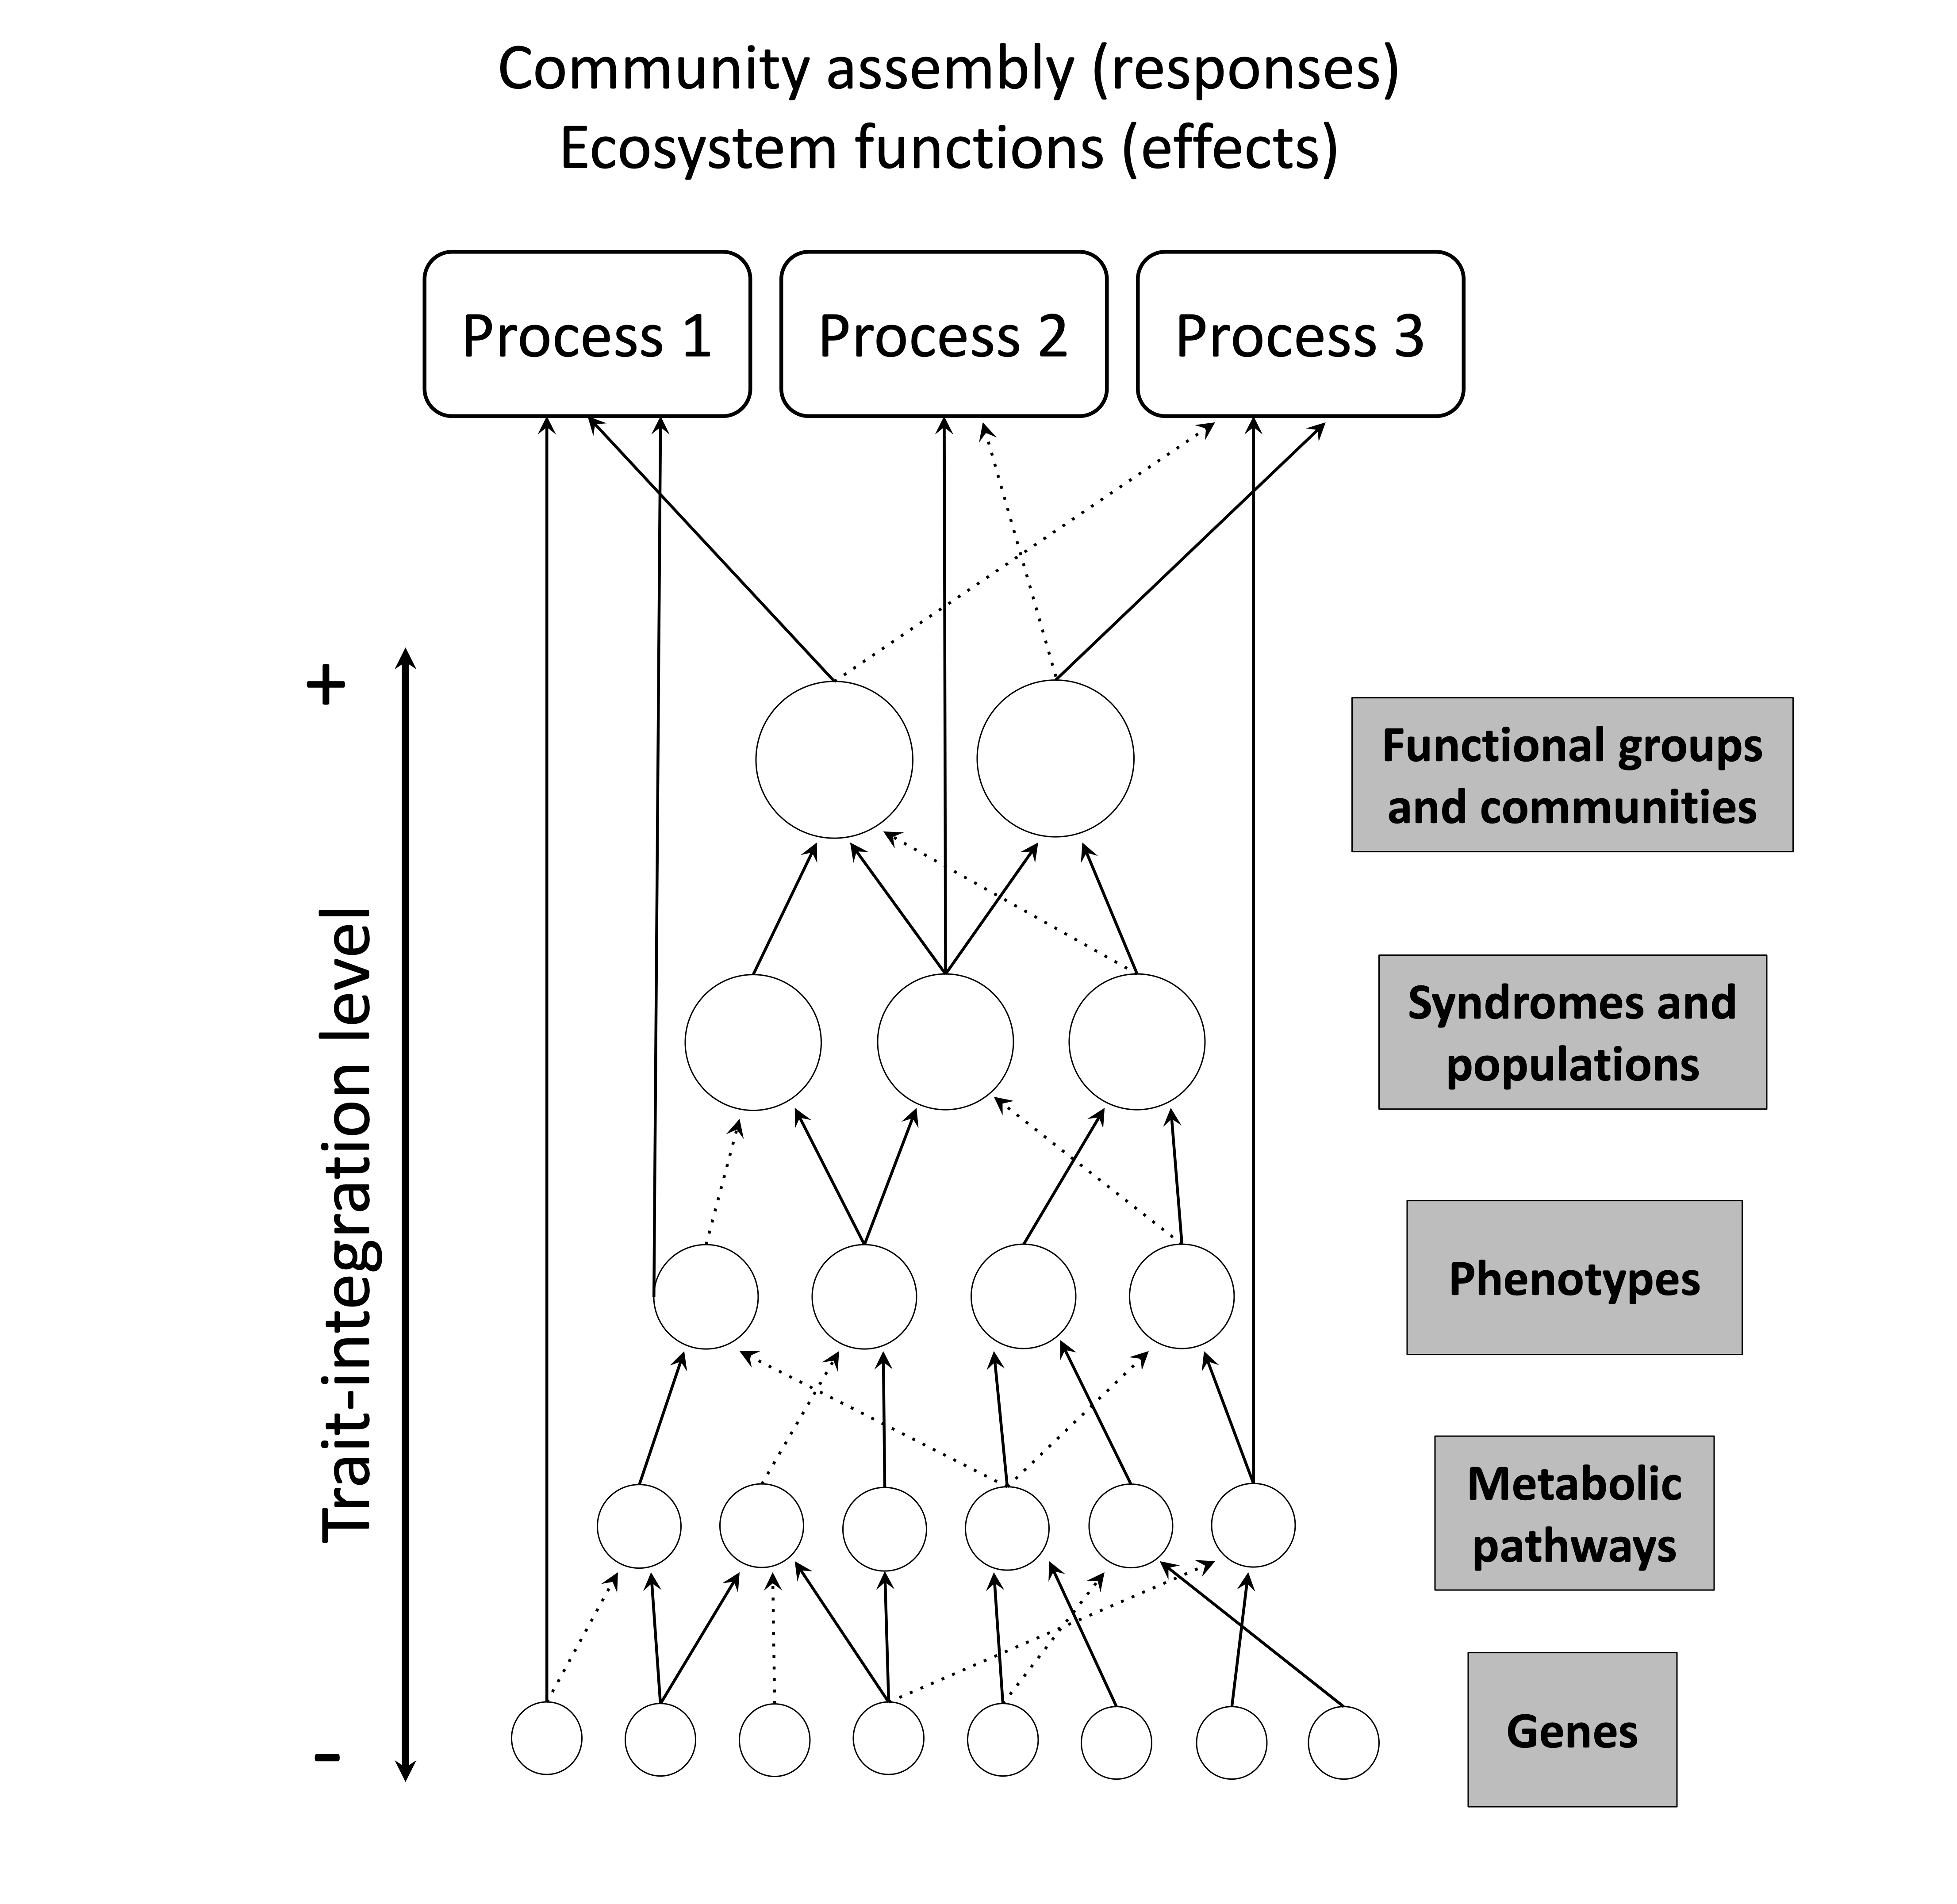 Community assembly (responses)
Ecosystem functions (effects)
Process 1
Process 2
Process 3
+
Trait-integration level
-
Functional groups
and communities
Syndromes and
populations
Phenotypes
Metabolic
pathways
Genes